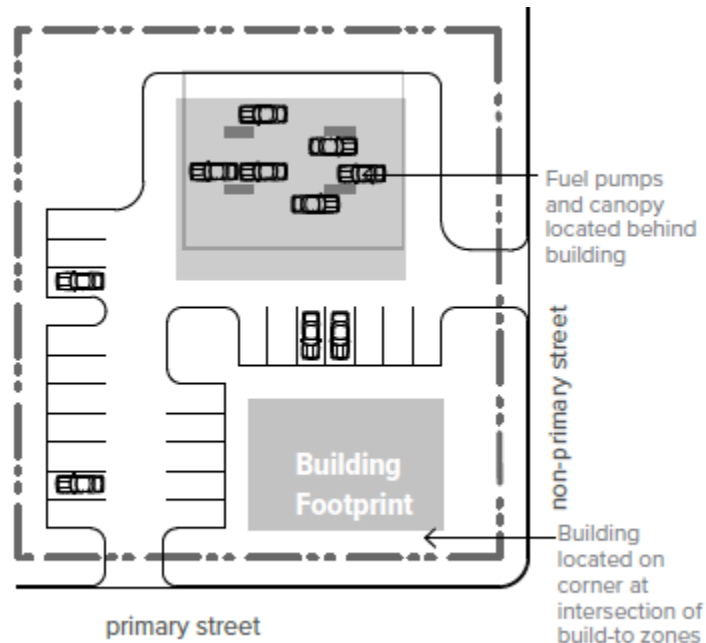 Fuel pumps
and canopy
located behind
building
non-primary street
Building
Footprint
Building
located on
corner at
intersection of
build-to zones
primary street